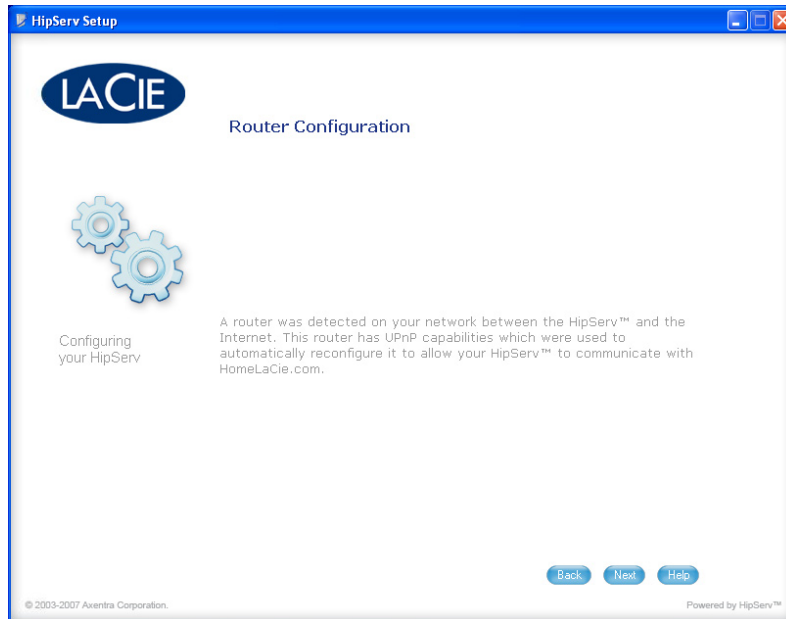 HipServ Setup
LACIE
Router Configuration
Configuring
your HipServ
A router was detected on your network between the HipServ™ and the
Internet. This router has UPnP capabilities which were used to
automatically reconfigure it to allow your HipServ™ to communicate with
HomeLaCie.com.
Back Next Help
© 2003-2007 Axentra Corporation.
Powered by HipServ™